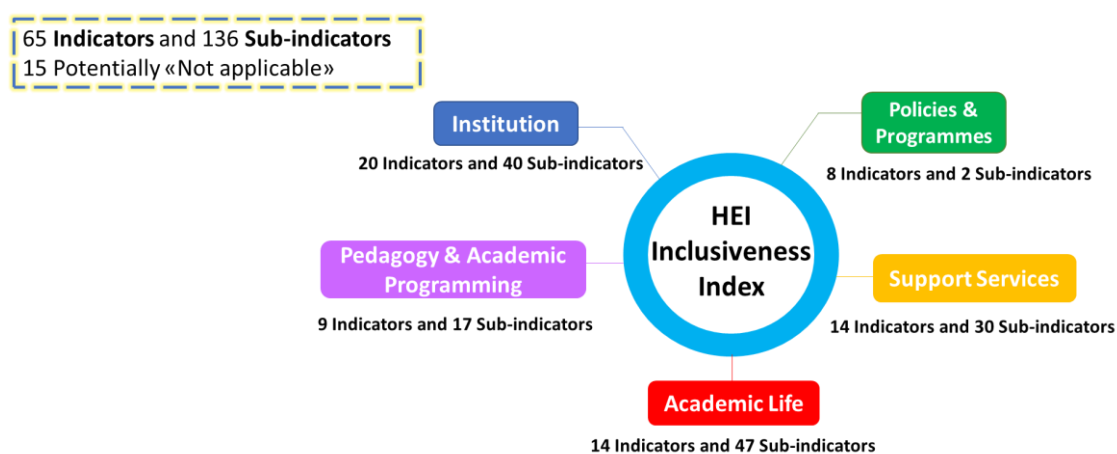 65 Indicators and 136 Sub-indicators
15 Potentially «Not applicable»
Institution
20 Indicators and 40 Sub-indicators
Policies &
Programmes
8 Indicators and 2 Sub-indicators
HEI
Inclusiveness
Index
Pedagogy & Academic
Programming
9 Indicators and 17 Sub-indicators
Support Services
14 Indicators and 30 Sub-indicators
Academic Life
14 Indicators and 47 Sub-indicators